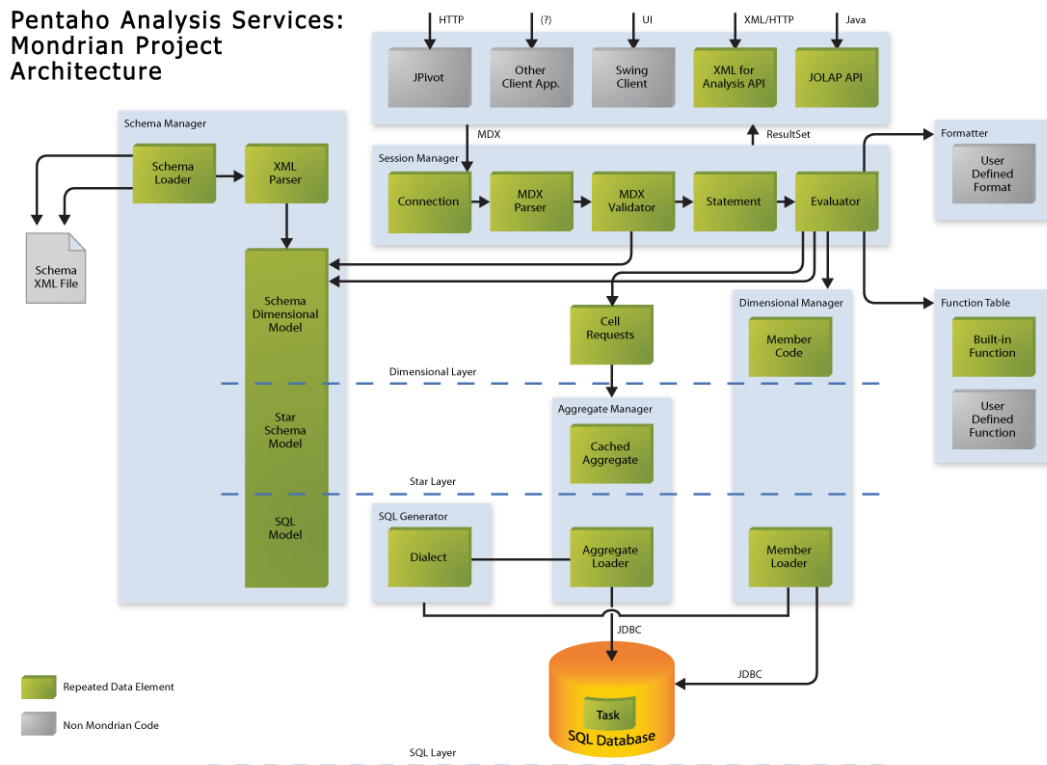 Pentaho Analysis Services:
Mondrian Project
Architecture
HTTP
(?)
UI
XML/HTTP
Java
JPivot
Other
Client App.
Swing
Client
XML for
Analysis API
JOLAP API
MDX
ResultSet
Schema Manager
Schema
Loader
XML
Parser
Schema
XML File
Schema
Dimensional
Model
Star
Schema
Model
SQL
Model
Session Manager
Connection
MDX
Parser
MDX
Validator
Statement
Evaluator
Formatter
User
Defined
Format
Cell
Requests
Dimensional Manager
Member
Code
Function Table
Built-in
Function
User
Defined
Function
Dimensional Layer
Aggregate Manager
Cached
Aggregate
Star Layer
SQL Generator
Dialect
Aggregate
Loader
Member
Loader
JDBC
JDBC
Task
SQL Database
Repeated Data Element
Non Mondrian Code
SQL Layer